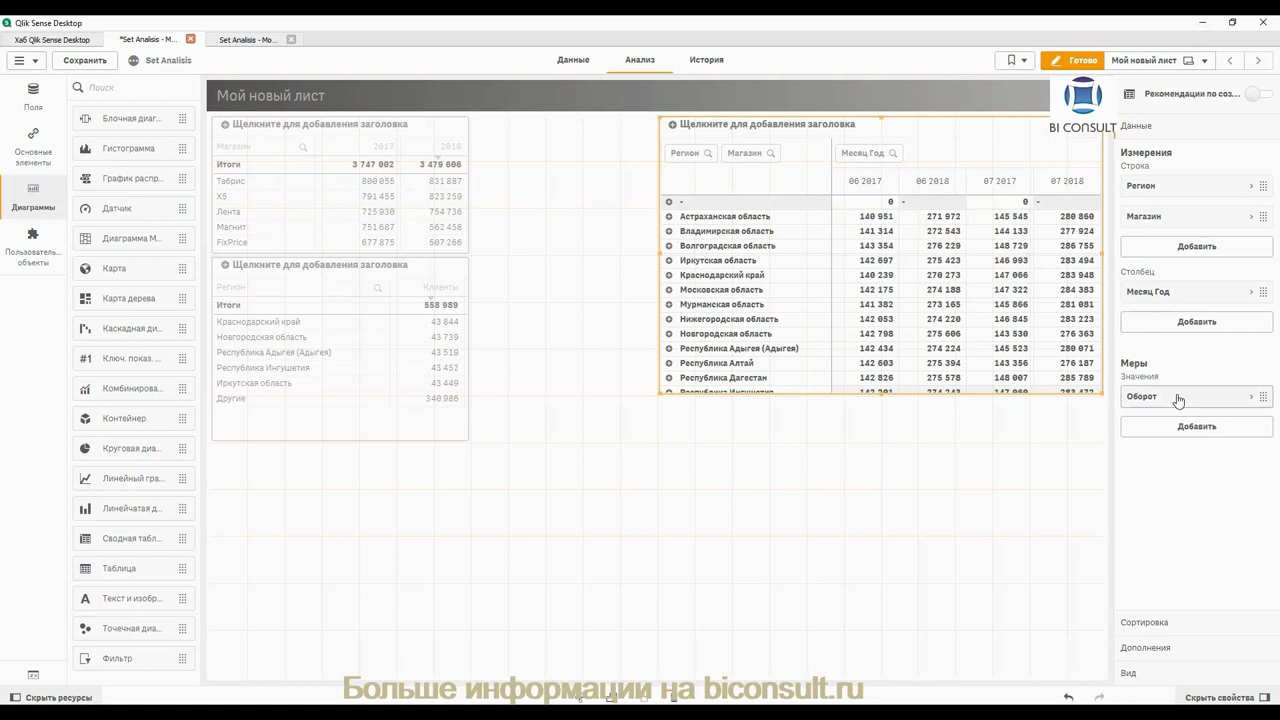 Qlik Sense Desktop
Хаб Qlik Sense Desktop
*Set Analisis - М...
Set Analisis - Мо...
Сохранить
Set Analisis
Данные
Анализ
История
Готово
Мой новый лист
Поля
Основные элементы
Диаграммы
Пользователь... объекты
Поиск
Блочная диаг...
Гистограмма
График распр...
Датчик
Диаграмма М...
Карта
Карта дерева
Каскадная ди...
#1 Ключ. показ. ...
Комбинирова...
Контейнер
Круговая диа...
Линейный гра...
Линейчатая д...
Сводная табл...
Таблица
A Текст и изобр...
Точечная диа...
Фильтр
Скрыть ресурсы
Мой новый лист
Щелкните для добавления заголовка
Магазин 2017 2018
Итоги 3 747 002 3 479 606
Табрис 800 055 831 887
X5 791 455 823 259
Лента 725 930 754 736
Магнит 751 687 562 458
FixPrice 677 875 507 266
Щелкните для добавления заголовка
Регион Клиенты
Итоги 558 989
Краснодарский край 43 844
Новгородская область 43 739
Республика Адыгея (Адыгея) 43 519
Республика Ингушетия 43 452
Иркутская область 43 449
Другие 340 986
Щелкните для добавления заголовка
Регион Магазин Месяц Год
06 2017 06 2018 07 2017 07 2018
- 0 - 0 -
Астраханская область 140 951 271 972 145 545 280 860
Владимирская область 141 314 272 543 144 133 277 924
Волгоградская область 143 354 276 229 148 729 286 755
Иркутская область 142 697 275 423 146 993 283 494
Краснодарский край 140 239 270 273 147 066 283 948
Московская область 142 175 274 188 147 322 284 383
Мурманская область 141 382 273 165 145 866 281 081
Нижегородская область 142 053 274 220 146 845 283 223
Новгородская область 142 798 275 606 143 530 276 363
Республика Адыгея (Адыгея) 142 434 274 224 145 523 280 071
Республика Алтай 142 603 275 394 143 356 276 187
Республика Дагестан 142 826 275 578 148 007 285 789
Республика Ингушетия
BI CONSULT
Рекомендации по соз...
Данные
Измерения
Строка
Регион
Магазин
Добавить
Столбец
Месяц Год
Добавить
Меры
Значения
Оборот
Добавить
Сортировка
Дополнения
Вид
Скрыть свойства
Больше информации на biconsult.ru